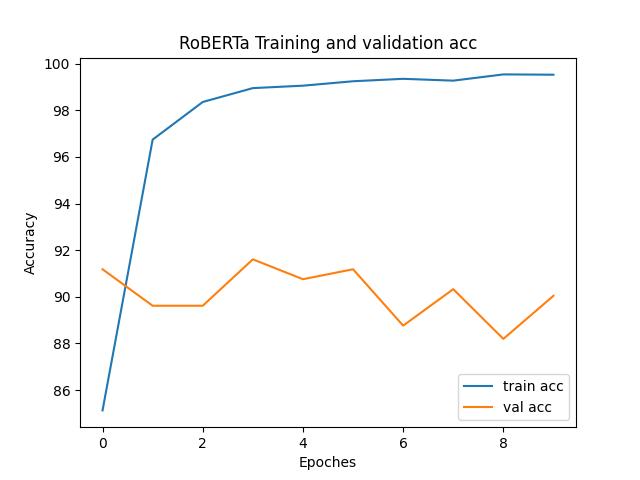 RoBERTa Training and validation acc
100
98
96
94
92
90
88
86
Accuracy
0 2 4 6 8
Epoches
train acc
val acc